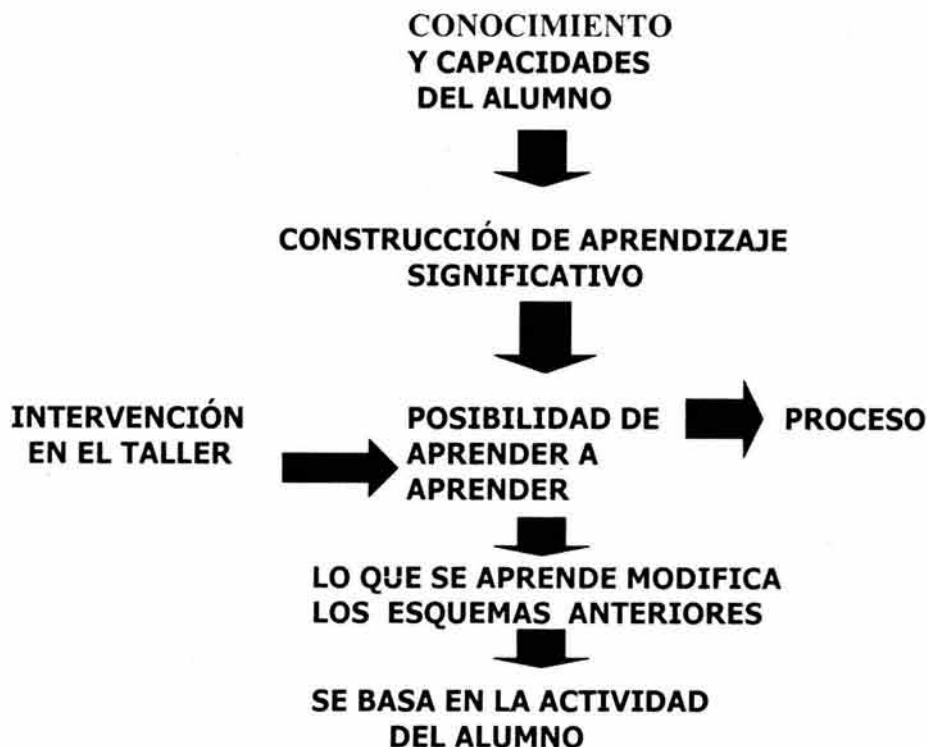 CONOCIMIENTO
Y CAPACIDADES
DEL ALUMNO
CONSTRUCCIÓN DE APRENDIZAJE
SIGNIFICATIVO
INTERVENCIÓN
EN EL TALLER
POSIBILIDAD DE
APRENDER A
APRENDER
PROCESO
LO QUE SE APRENDE MODIFICA
LOS ESQUEMAS ANTERIORES
SE BASA EN LA ACTIVIDAD
DEL ALUMNO